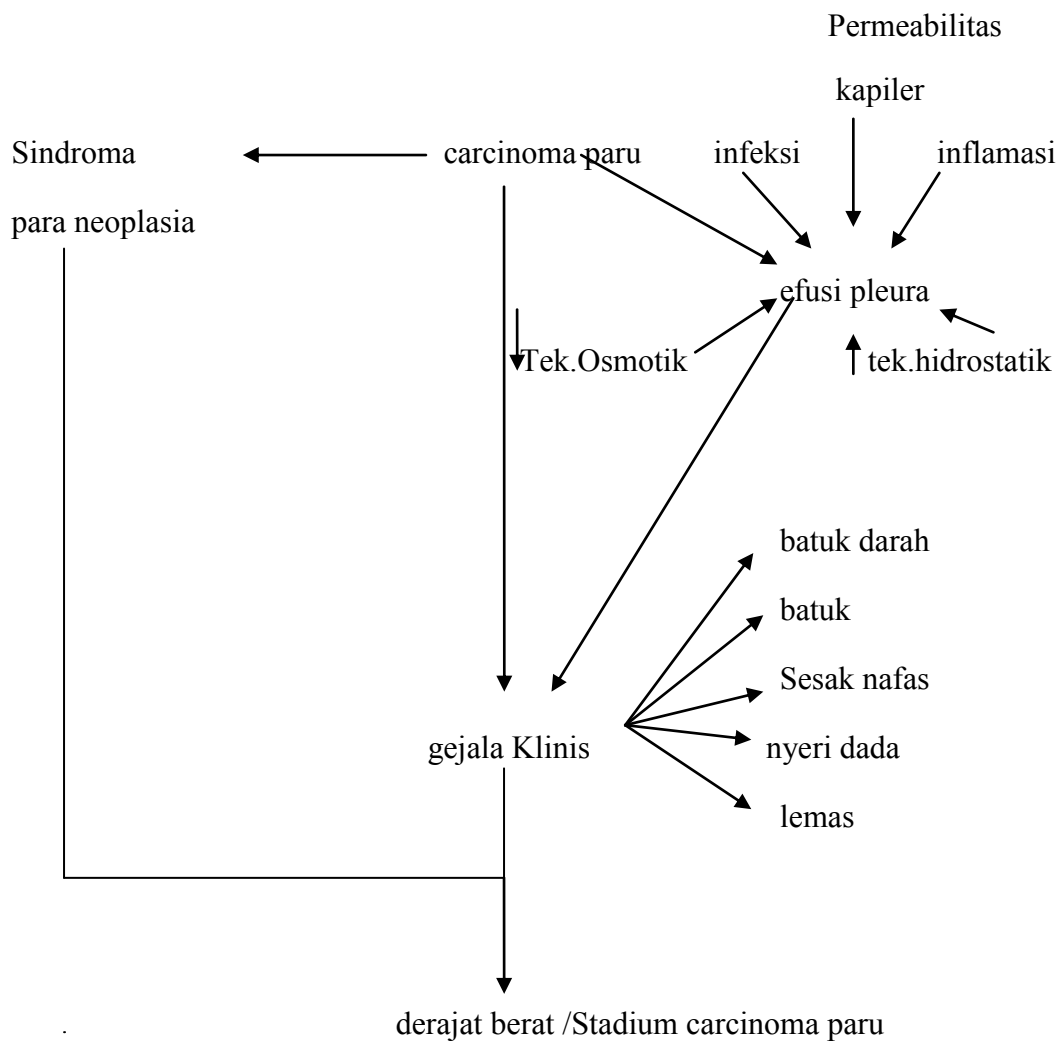 Permeabilitas
kapiler
Sindroma
carcinoma paru
infeksi
inflamasi
para neoplasia
efusi pleura
Tek.Osmotik
tek.hidrostatik
batuk darah
batuk
Sesak nafas
gejala Klinis
nyeri dada
lemas
. derajat berat /Stadium carcinoma paru